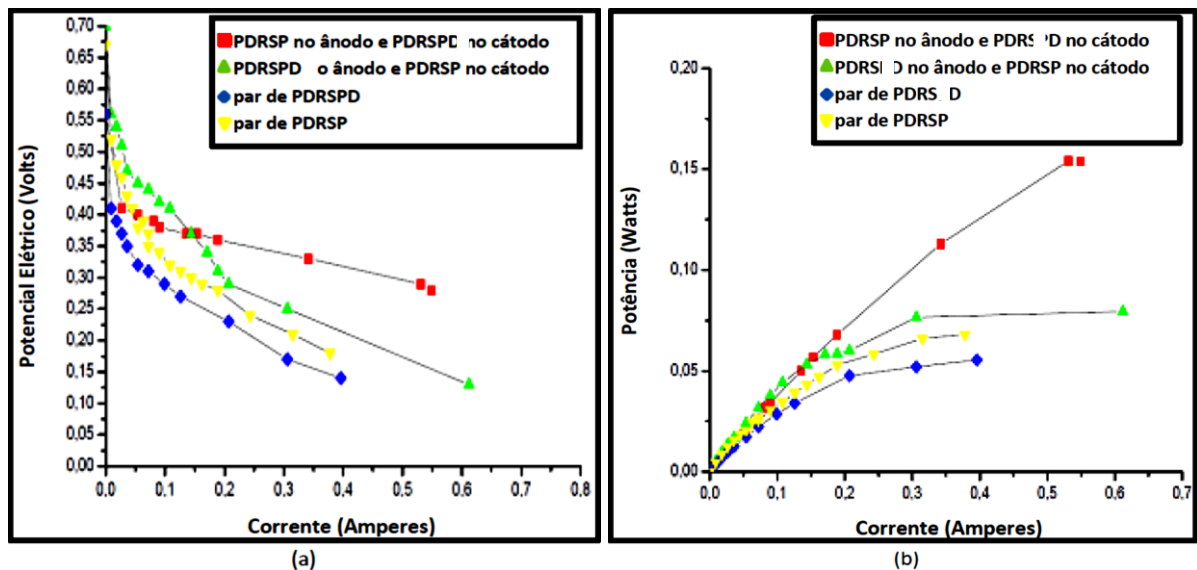 0,70
0,65
0,60
0,55
0,50
0,45
0,40
0,35
0,30
0,25
0,20
0,15
0,10
0,05
0,00
Potencial Elétrico (Volts)
PDRSP no ânodo e PDRSPD no cátodo
PDRSPD o ânodo e PDRSP no cátodo
par de PDRSPD
par de PDRSP
0,0 0,1 0,2 0,3 0,4 0,5 0,6 0,7 0,8
Corrente (Amperes)
(a)
0,20
0,15
0,10
0,05
0,00
Potência (Watts)
PDRSP no ânodo e PDRS PD no cátodo
PDRS D no ânodo e PDRSP no cátodo
par de PDRS D
par de PDRSP
0,0 0,1 0,2 0,3 0,4 0,5 0,6 0,7
Corrente (Amperes)
(b)